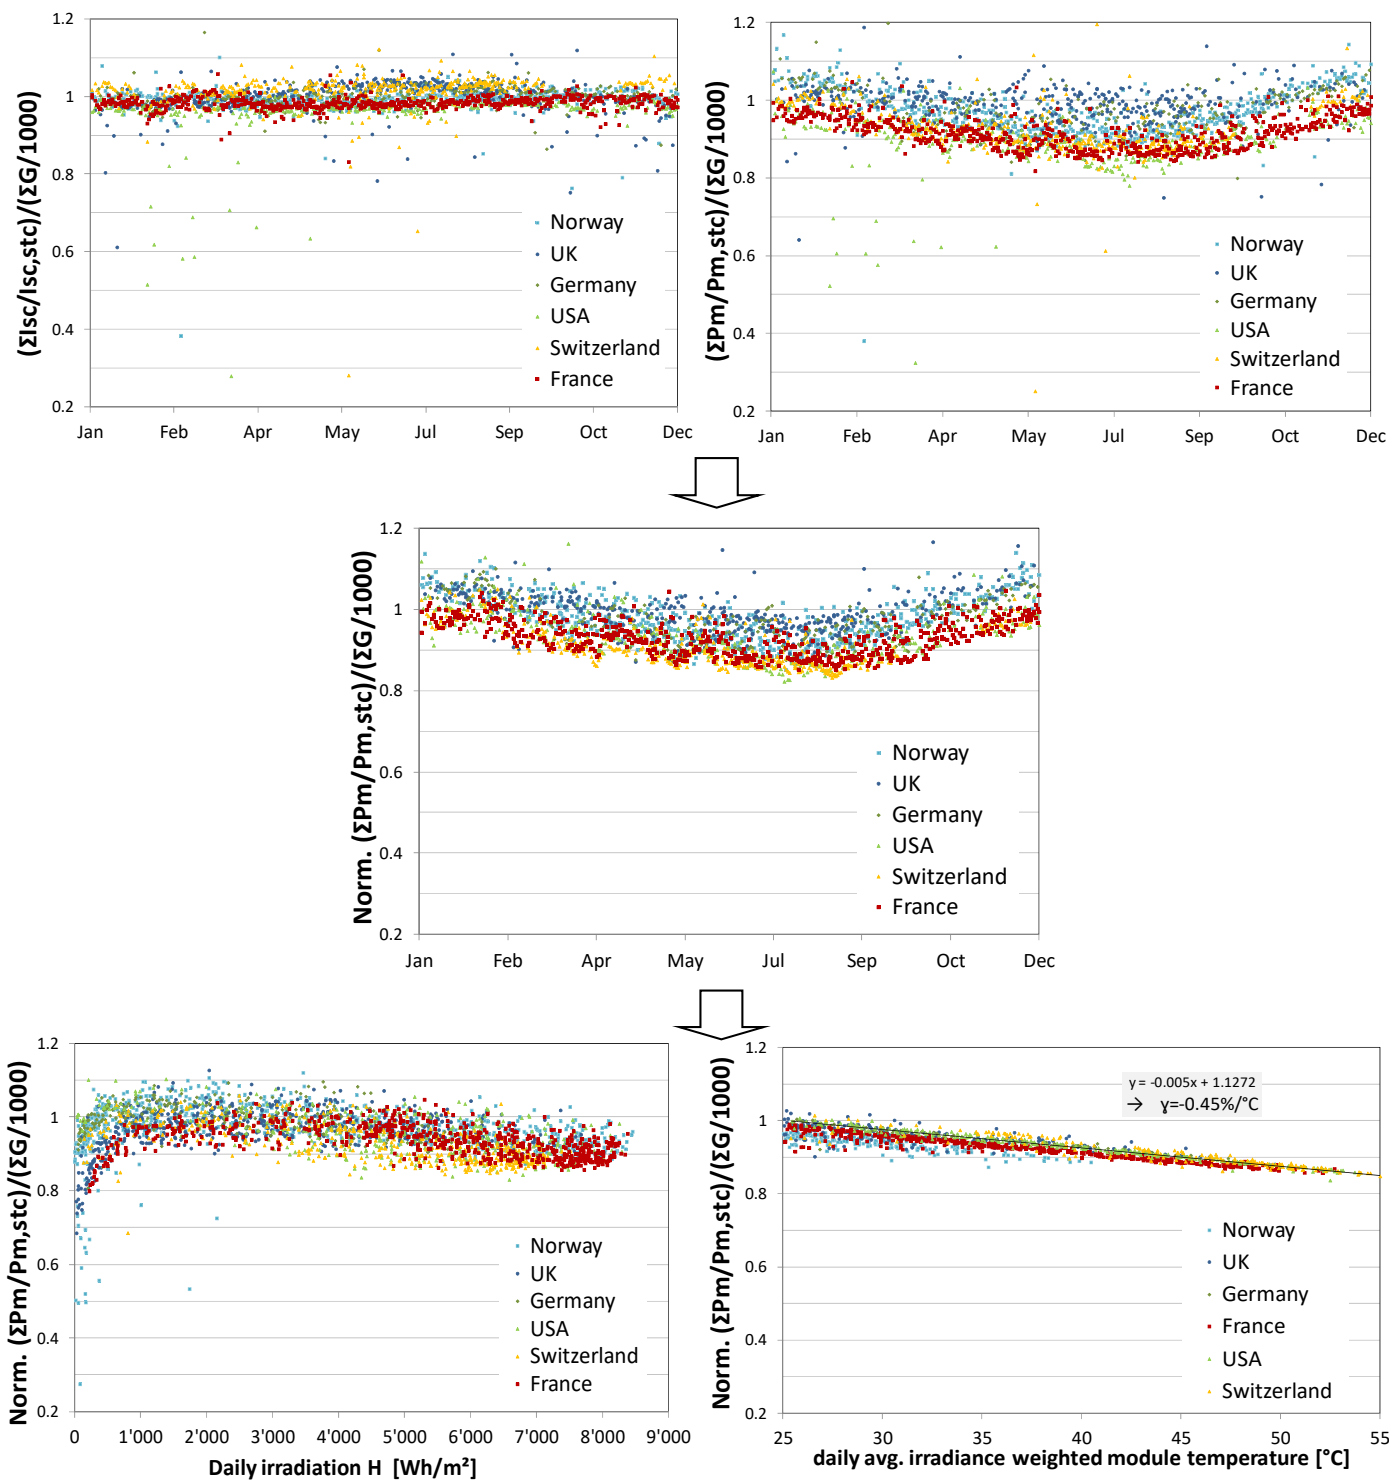 (ΣIsc/Isc,stc)/(ΣG/1000)
1.2
1
0.8
0.6
0.4
0.2
Jan Feb Apr May Jul Sep Oct Dec
Norway
UK
Germany
USA
Switzerland
France
(ΣPm/Pm,stc)/(ΣG/1000)
1.2
1
0.8
0.6
0.4
0.2
Jan Feb Apr May Jul Sep Oct Dec
Norway
UK
Germany
USA
Switzerland
France
Norm. (ΣPm/Pm,stc)/(ΣG/1000)
1.2
1
0.8
0.6
0.4
0.2
Jan Feb Apr May Jul Sep Oct Dec
Norway
UK
Germany
USA
Switzerland
France
Norm. (ΣPm/Pm,stc)/(ΣG/1000)
1.2
1
0.8
0.6
0.4
0.2
0 1'000 2'000 3'000 4'000 5'000 6'000 7'000 8'000 9'000
Daily irradiation H [Wh/m²]
Norway
UK
Germany
USA
Switzerland
France
Norm. (ΣPm/Pm,stc)/(ΣG/1000)
1.2
1
0.8
0.6
0.4
0.2
25 30 35 40 45 50 55
daily avg. irradiance weighted module temperature [°C]
y = -0.005x + 1.1272
→ ɣ=-0.45%/°C
Norway
UK
Germany
France
USA
Switzerland